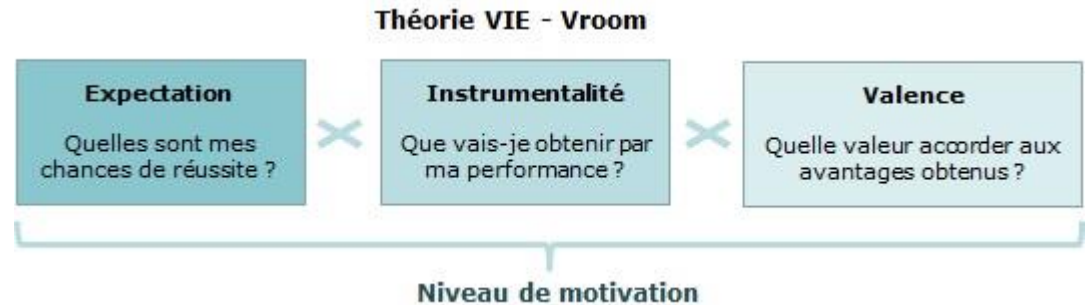 Théorie VIE - Vroom
Expectation
Quelles sont mes
chances de réussite ?
Instrumentalité
Que vais-je obtenir par
ma performance ?
Valence
Quelle valeur accorder aux
avantages obtenus ?
Niveau de motivation